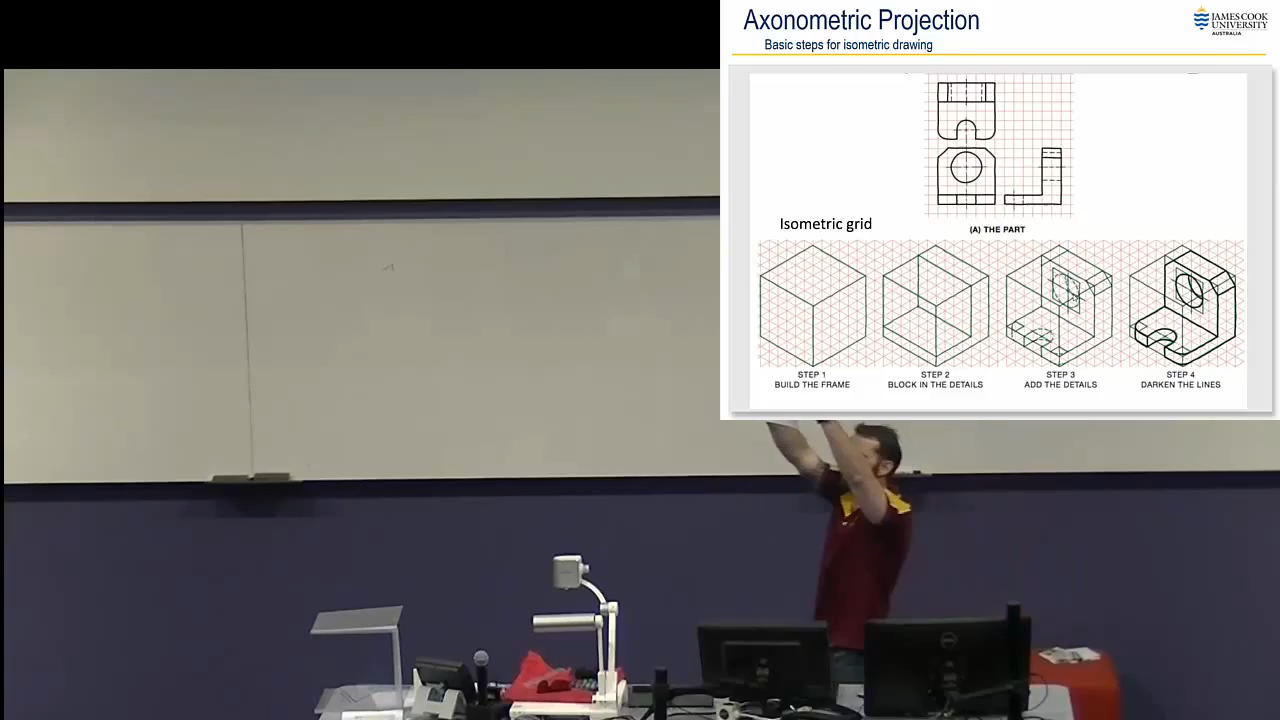 Axonometric Projection
Basic steps for isometric drawing
JAMES COOK
UNIVERSITY
AUSTRALIA
Isometric grid
(A) THE PART
STEP 1
BUILD THE FRAME
STEP 2
BLOCK IN THE DETAILS
STEP 3
ADD THE DETAILS
STEP 4
DARKEN THE LINES